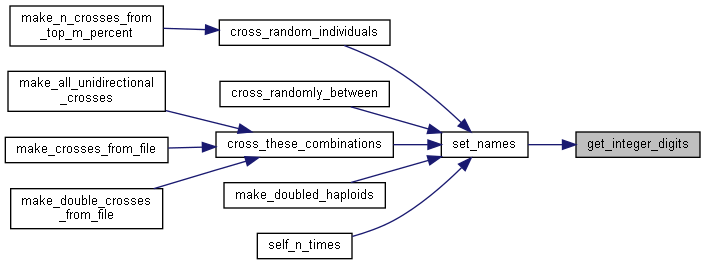 make_n_crosses_from
_top_m_percent
cross_random_individuals
make_all_unidirectional
_crosses
cross_randomly_between
make_crosses_from_file
cross_these_combinations
set_names
get_integer_digits
make_double_crosses
_from_file
make_doubled_haploids
self_n_times